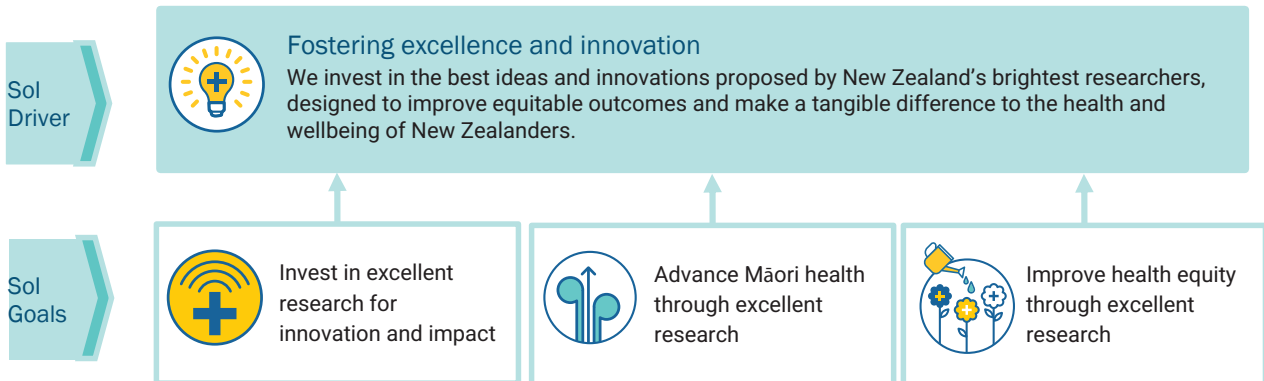 Sol
Driver
Fostering excellence and innovation
We invest in the best ideas and innovations proposed by New Zealand’s brightest researchers,
designed to improve equitable outcomes and make a tangible difference to the health and
wellbeing of New Zealanders.
Sol
Goals
Invest in excellent
research for
innovation and impact
Advance Māori health
through excellent
research
Improve health equity
through excellent
research